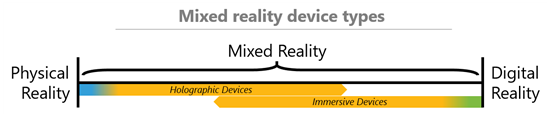 Mixed reality device types
Mixed Reality
Physical
Reality
Digital
Reality
Holographic Devices
Immersive Devices